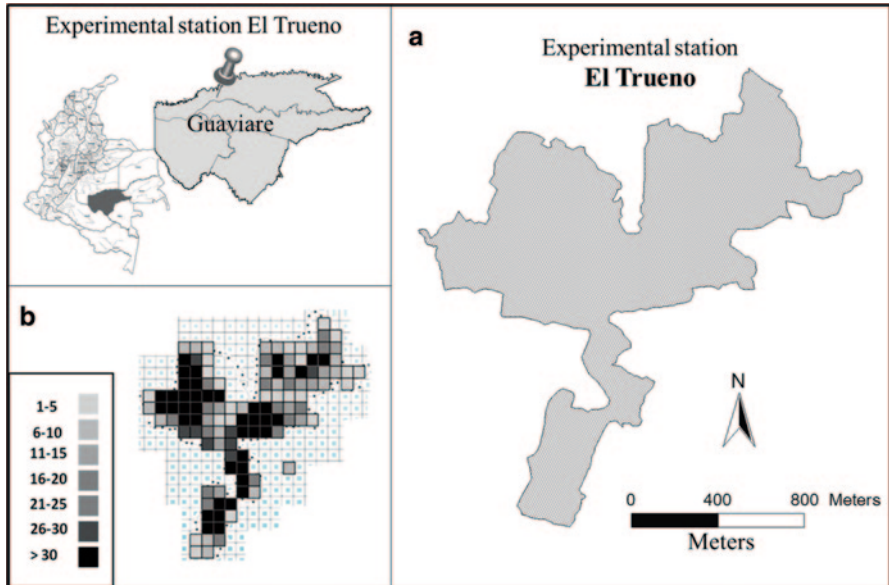 Experimental station El Trueno
Guaviare
a
Experimental station
El Trueno
b
1-5
6-10
11-15
16-20
21-25
26-30
> 30
N
0 400 800 Meters
Meters